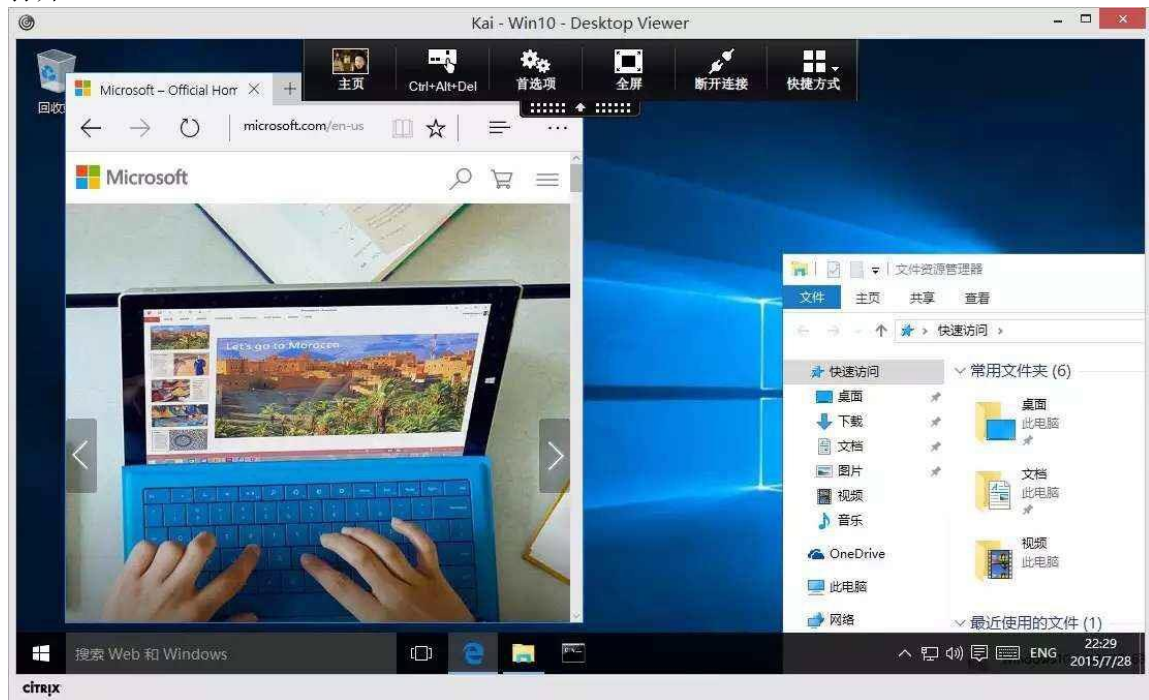 Kai - Win10 - Desktop Viewer
主页
Ctrl+Alt+Del
首选项
全屏
断开连接
快捷方式
Microsoft – Official Hom
microsoft.com/en-us
Microsoft
Let's go to Morocco
文件资源管理器
文件
主页
共享
查看
快速访问
快速访问
桌面
下载
文档
图片
视频
音乐
OneDrive
此电脑
网络
常用文件夹 (6)
桌面
此电脑
文档
此电脑
视频
此电脑
最近使用的文件 (1)
搜索 Web 和 Windows
ENG
22:29
2015/7/28
CITRIX